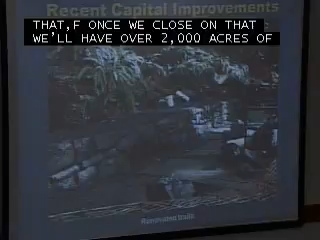 Recent Capital Improvements
THAT,F ONCE WE CLOSE ON THAT
WE'LL HAVE OVER 2,000 ACRES OF